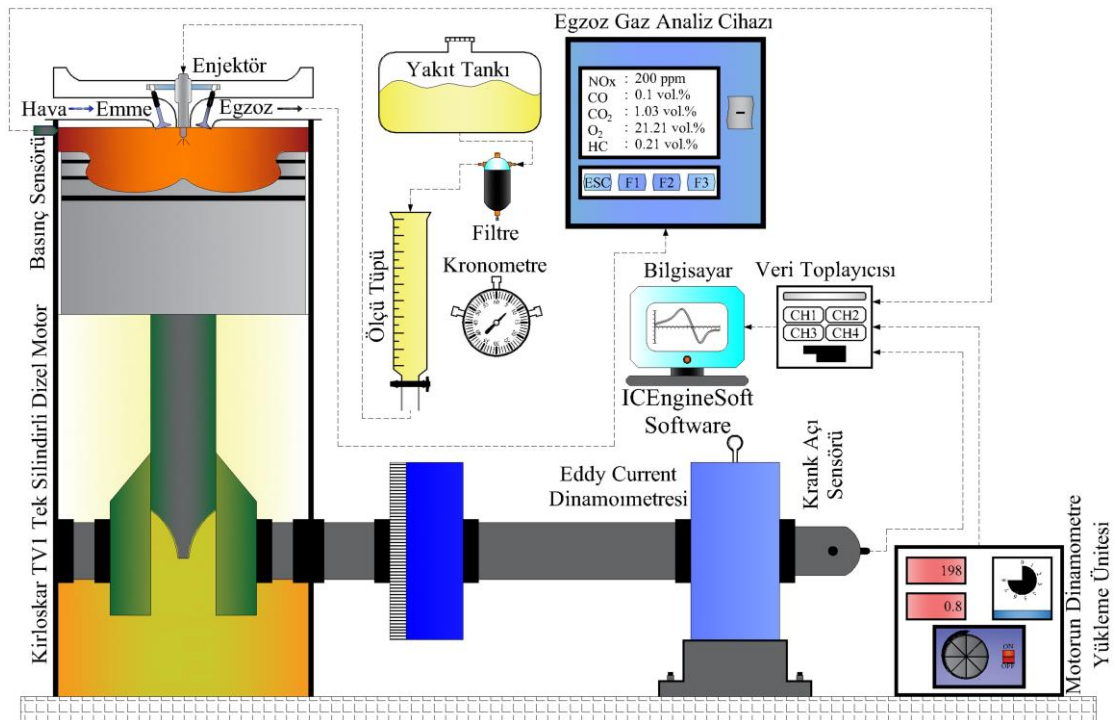 Egzoz Gaz Analiz Cihazı
Enjektör
Yakıt Tankı
Hava
Emme
Egzoz
NOx : 200 ppm
CO : 0.1 vol.%
CO2 : 1.03 vol.%
O2 : 21.21 vol.%
HC : 0.21 vol.%
ESC F1 F2 F3
Basınç Sensörü
Filtre
Kronometre
Ölçü Tüpü
Bilgisayar
Veri Toplayıcısı
CH1 CH2
CH3 CH4
ICEngineSoft
Software
Kirloskar TV1 Tek Silindirli Dizel Motor
Eddy Current
Dinamoımetresi
Krank Açı
Sensörü
198
0.8
ON
OFF
Motorun Dinamometre
Yükleme Ünitesi